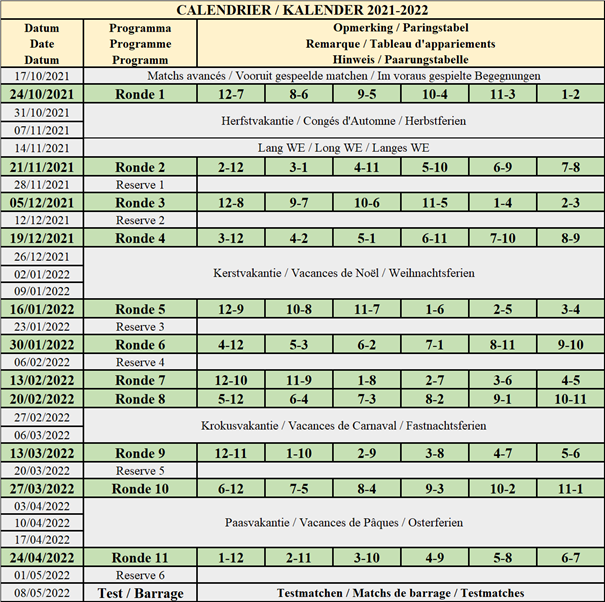 CALENDRIER / KALENDER 2021-2022
Datum Programma Opmerking / Paringstabel
Date Programme Remarque / Tableau d'appariements
Datum Programm Hinweis / Paarungstabelle
17/10/2021 Matchs avancés / Vooruit gespeelde matchen / Im voraus gespielte Begegnungen
24/10/2021 Ronde 1 12-7 8-6 9-5 10-4 11-3 1-2
31/10/2021
Herfstvakantie / Congés d'Automne / Herbstferien
07/11/2021
14/11/2021 Lang WE / Long WE / Langes WE
21/11/2021 Ronde 2 2-12 3-1 4-11 5-10 6-9 7-8
28/11/2021 Reserve 1
05/12/2021 Ronde 3 12-8 9-7 10-6 11-5 1-4 2-3
12/12/2021 Reserve 2
19/12/2021 Ronde 4 3-12 4-2 5-1 6-11 7-10 8-9
26/12/2021
02/01/2022 Kerstvakantie / Vacances de Noël / Weihnachtsferien
09/01/2022
16/01/2022 Ronde 5 12-9 10-8 11-7 1-6 2-5 3-4
23/01/2022 Reserve 3
30/01/2022 Ronde 6 4-12 5-3 6-2 7-1 8-11 9-10
06/02/2022 Reserve 4
13/02/2022 Ronde 7 12-10 11-9 1-8 2-7 3-6 4-5
20/02/2022 Ronde 8 5-12 6-4 7-3 8-2 9-1 10-11
27/02/2022
Krokusvakantie / Vacances de Carnaval / Fastnachtsferien
06/03/2022
13/03/2022 Ronde 9 12-11 1-10 2-9 3-8 4-7 5-6
20/03/2022 Reserve 5
27/03/2022 Ronde 10 6-12 7-5 8-4 9-3 10-2 11-1
03/04/2022
10/04/2022 Paasvakantie / Vacances de Pâques / Osterferien
17/04/2022
24/04/2022 Ronde 11 1-12 2-11 3-10 4-9 5-8 6-7
01/05/2022 Reserve 6
08/05/2022 Test / Barrage Testmatchen / Matchs de barrage / Testmatches